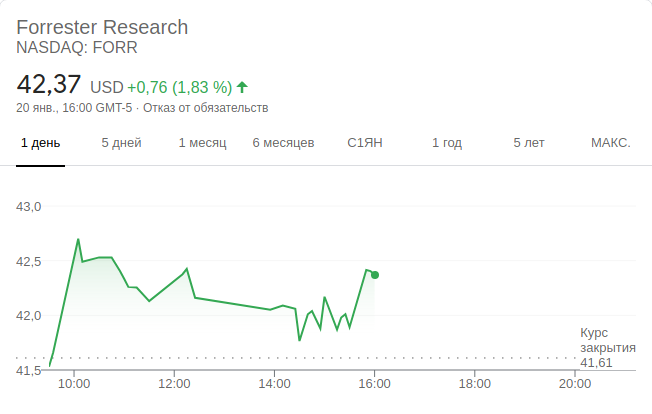 Forrester Research
NASDAQ: FORR
42,37 USD +0,76 (1,83 %)
20 янв., 16:00 GMT-5 · Отказ от обязательств
1 день 5 дней 1 месяц 6 месяцев С1ЯН 1 год 5 лет МАКС.
43,0
42,5
42,0
Курс
закрытия
41,61
41,5
10:00 12:00 14:00 16:00 18:00 20:00